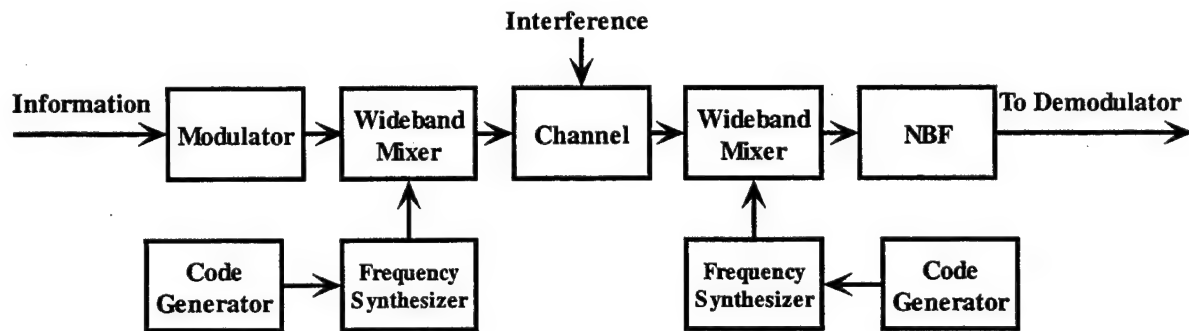 Interference
Information
To Demodulator
Modulator
Wideband
Mixer
Channel
Wideband
Mixer
NBF
Code
Generator
Frequency
Synthesizer
Frequency
Synthesizer
Code
Generator